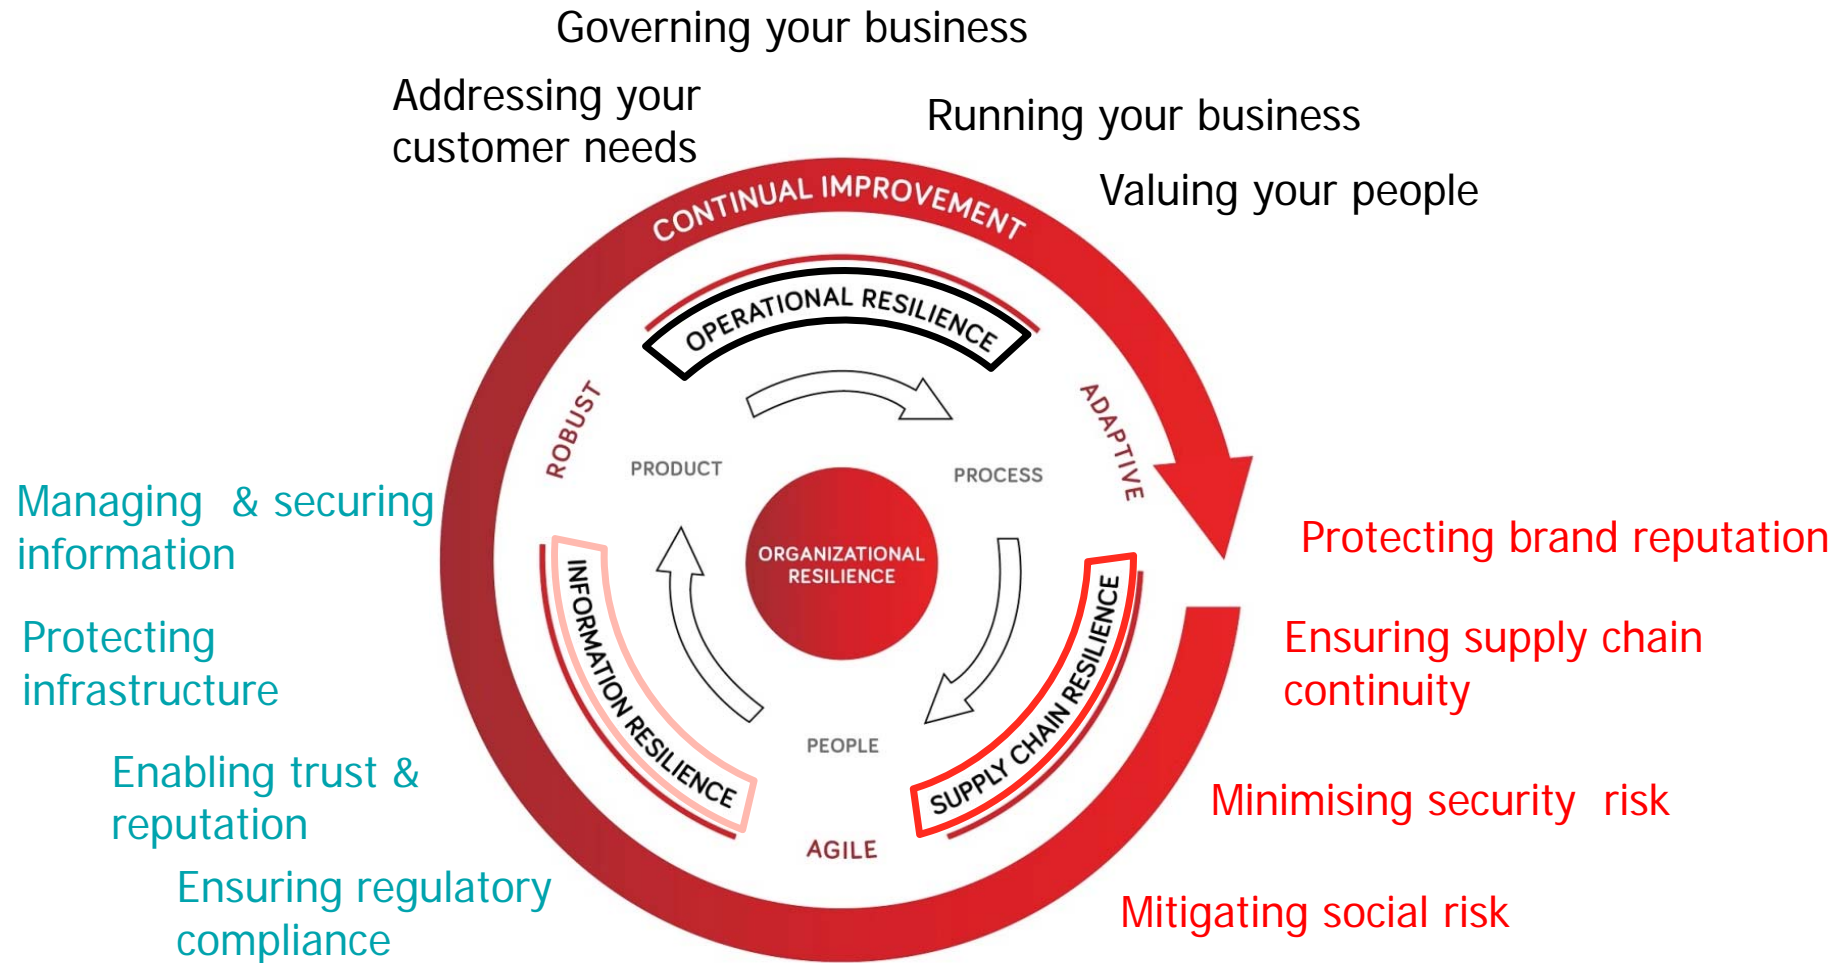 Governing your business
Addressing your
customer needs
Running your business
Valuing your people
CONTINUAL IMPROVEMENT
OPERATIONAL RESILIENCE
ROBUST
ADAPTIVE
PRODUCT
PROCESS
Managing & securing
information
Protecting brand reputation
ORGANIZATIONAL
RESILIENCE
INFORMATION RESILIENCE
SUPPLY CHAIN RESILIENCE
Protecting
infrastructure
Ensuring supply chain
continuity
PEOPLE
Enabling trust &
reputation
Minimising security risk
AGILE
Ensuring regulatory
compliance
Mitigating social risk